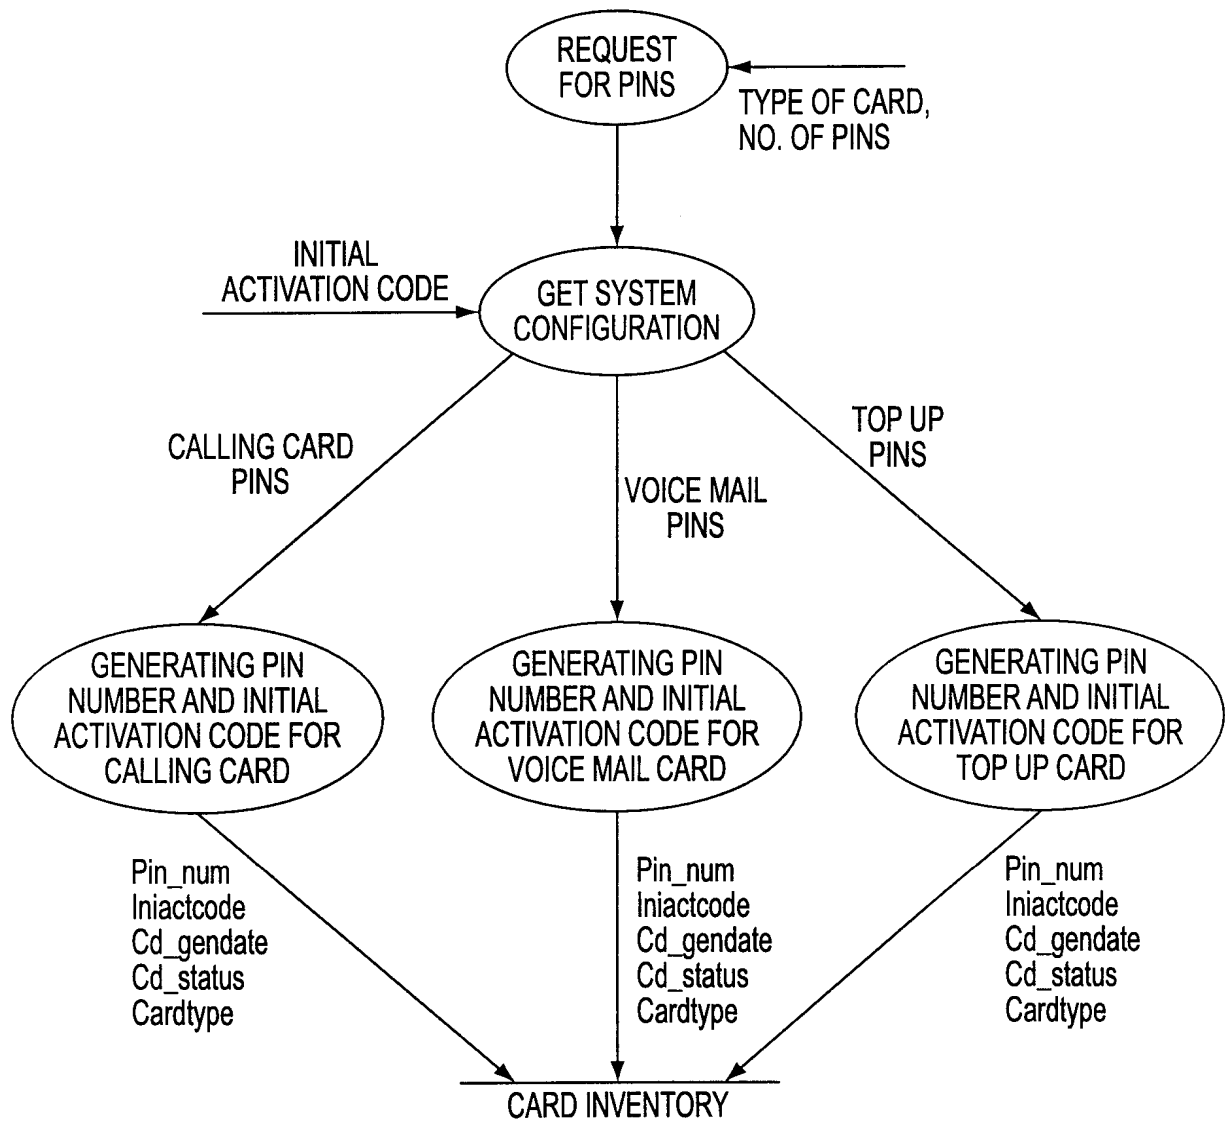 REQUEST
FOR PINS
TYPE OF CARD,
NO. OF PINS
INITIAL
ACTIVATION CODE
GET SYSTEM
CONFIGURATION
CALLING CARD
PINS
VOICE MAIL
PINS
TOP UP
PINS
GENERATING PIN
NUMBER AND INITIAL
ACTIVATION CODE FOR
CALLING CARD
GENERATING PIN
NUMBER AND INITIAL
ACTIVATION CODE FOR
VOICE MAIL CARD
GENERATING PIN
NUMBER AND INITIAL
ACTIVATION CODE FOR
TOP UP CARD
Pin_num
Iniactcode
Cd_gendate
Cd_status
Cardtype
Pin_num
Iniactcode
Cd_gendate
Cd_status
Cardtype
Pin_num
Iniactcode
Cd_gendate
Cd_status
Cardtype
CARD INVENTORY